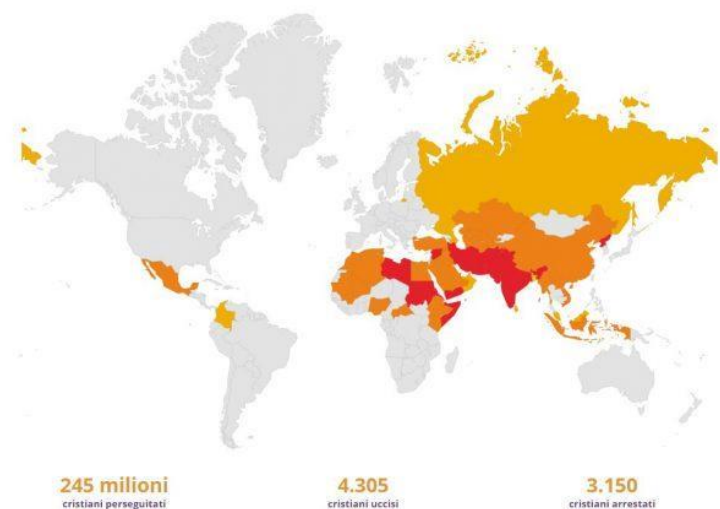 245 milioni
cristiani perseguitati
4.305
cristiani uccisi
3.150
cristiani arrestati